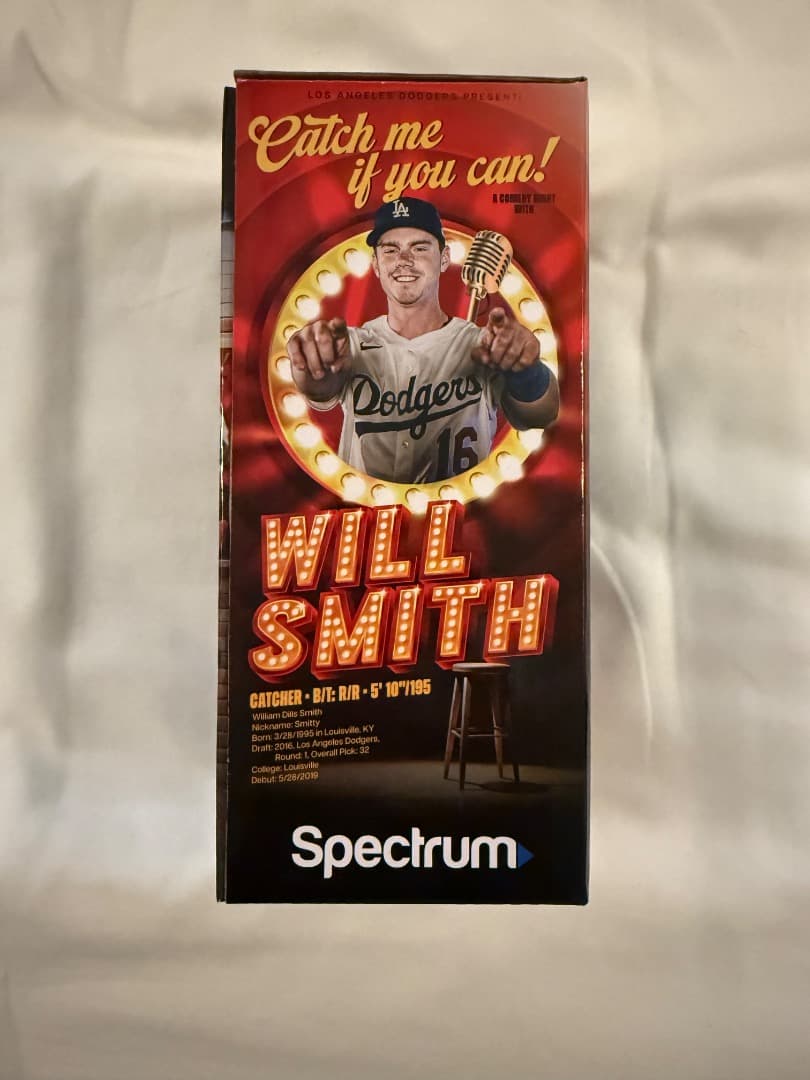 LOS ANGELES DODGERS PRESENT:
Catch me
if you can!
A COMEDY NIGHT
WITH
LA
Dodgers
16
WILL
SMITH
CATCHER • B/T: R/R • 5' 10"/195
William Dills Smith
Nickname: Smitty
Born: 3/28/1995 in Louisville, KY
Draft: 2016, Los Angeles Dodgers,
Round: 1, Overall Pick: 32
College: Louisville
Debut: 5/28/2019
Spectrum